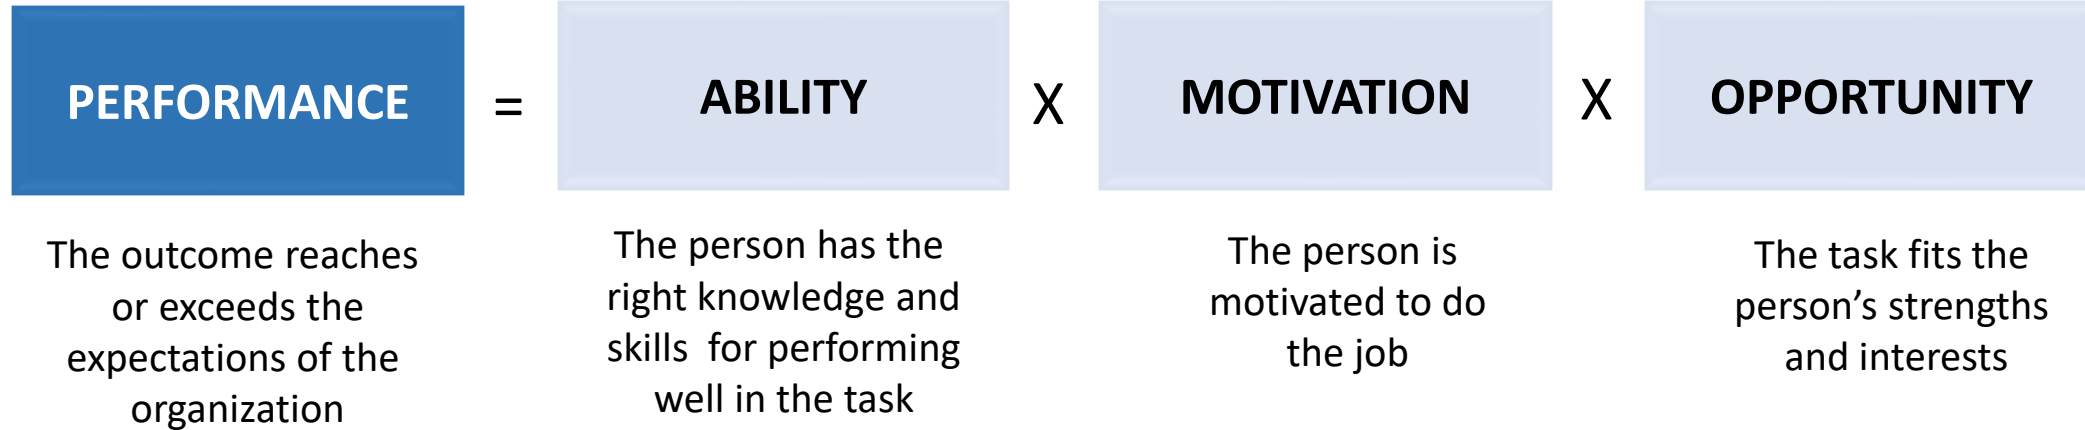 PERFORMANCE = ABILITY X MOTIVATION X OPPORTUNITY
The outcome reaches
or exceeds the
expectations of the
organization
The person has the
right knowledge and
skills for performing
well in the task
The person is
motivated to do
the job
The task fits the
person’s strengths
and interests